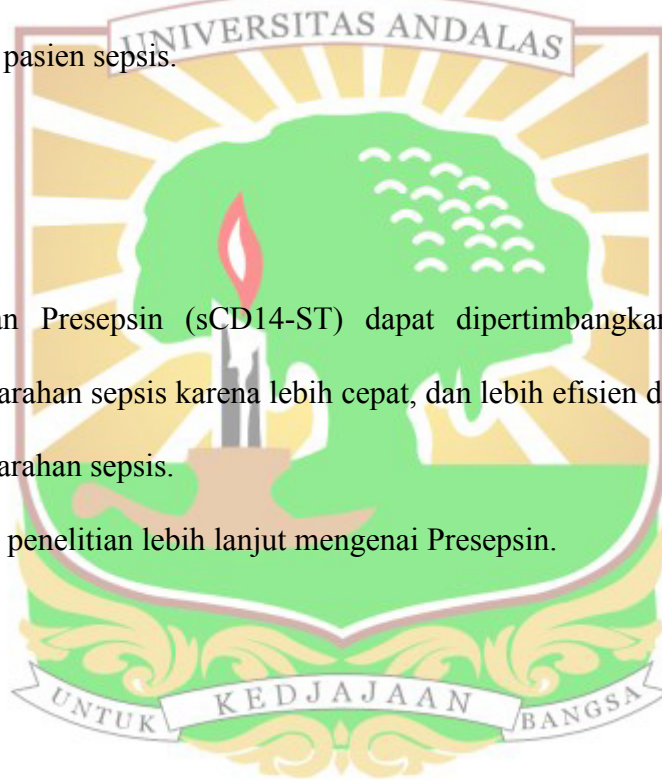 UNIVERSITAS ANDALAS
pasien sepsis.
an Presepsin (sCD14-ST) dapat dipertimbangkan
arahan sepsis karena lebih cepat, dan lebih efisien d
arahan sepsis.
penelitian lebih lanjut mengenai Presepsin.
UNTUK KEDJAJAAN BANGSA